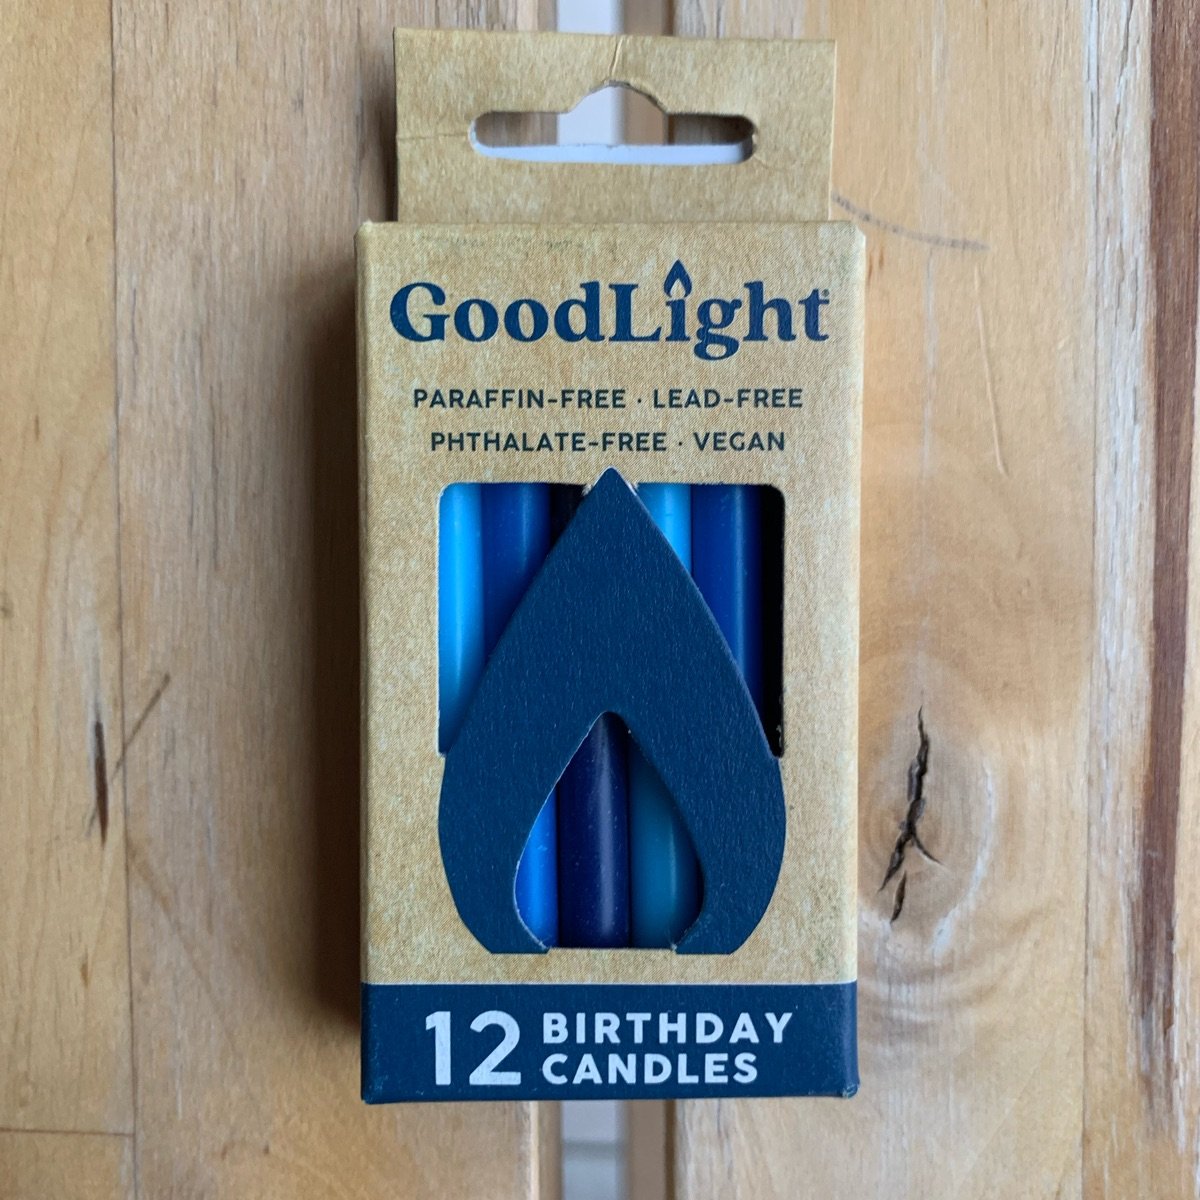 GoodLight®
PARAFFIN-FREE · LEAD-FREE
PHTHALATE-FREE · VEGAN
12 BIRTHDAY
CANDLES